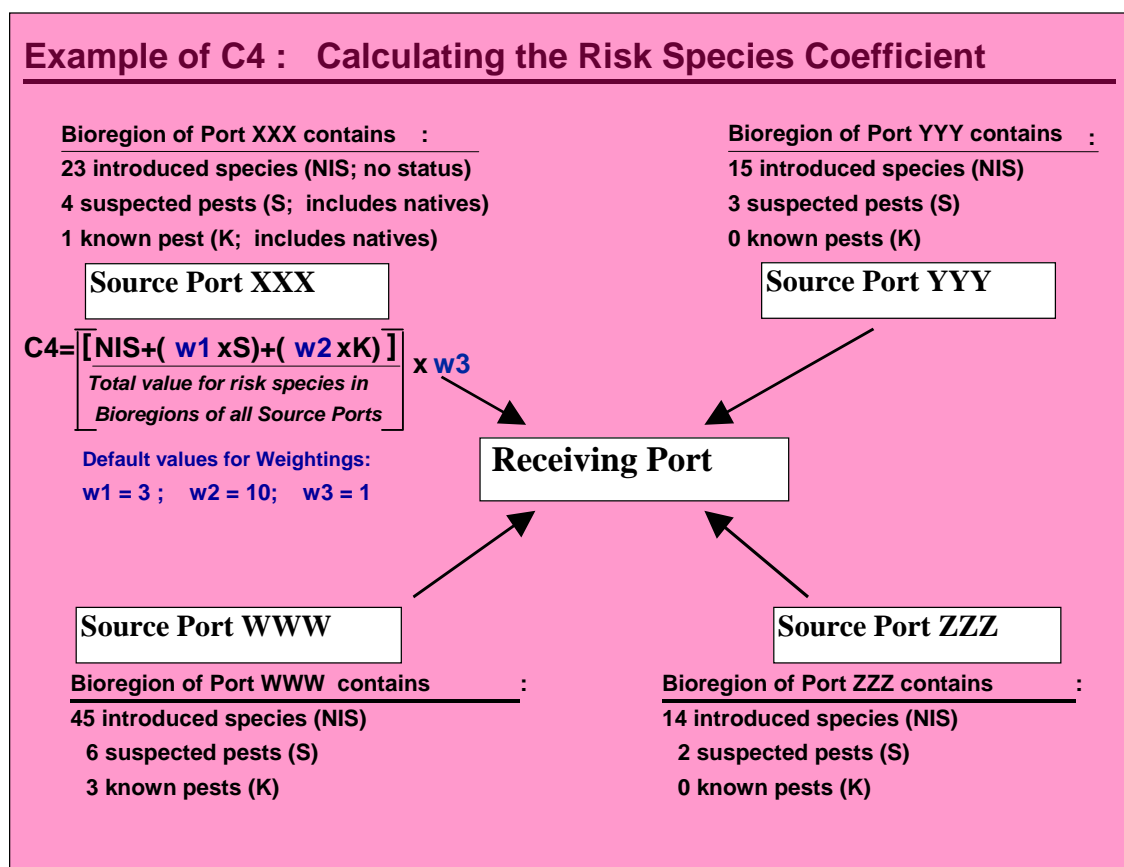 Example of C4 : Calculating the Risk Species Coefficient
Bioregion of Port XXX contains :
23 introduced species (NIS; no status)
4 suspected pests (S; includes natives)
1 known pest (K; includes natives)
Source Port XXX
Bioregion of Port YYY contains :
15 introduced species (NIS)
3 suspected pests (S)
0 known pests (K)
Source Port YYY
C4=[[NIS+( w1 xS)+( w2 xK) ]
Total value for risk species in
Bioregions of all Source Ports] x w3
Default values for Weightings:
w1 = 3 ; w2 = 10; w3 = 1
Receiving Port
Source Port WWW
Bioregion of Port WWW contains :
45 introduced species (NIS)
6 suspected pests (S)
3 known pests (K)
Source Port ZZZ
Bioregion of Port ZZZ contains :
14 introduced species (NIS)
2 suspected pests (S)
0 known pests (K)